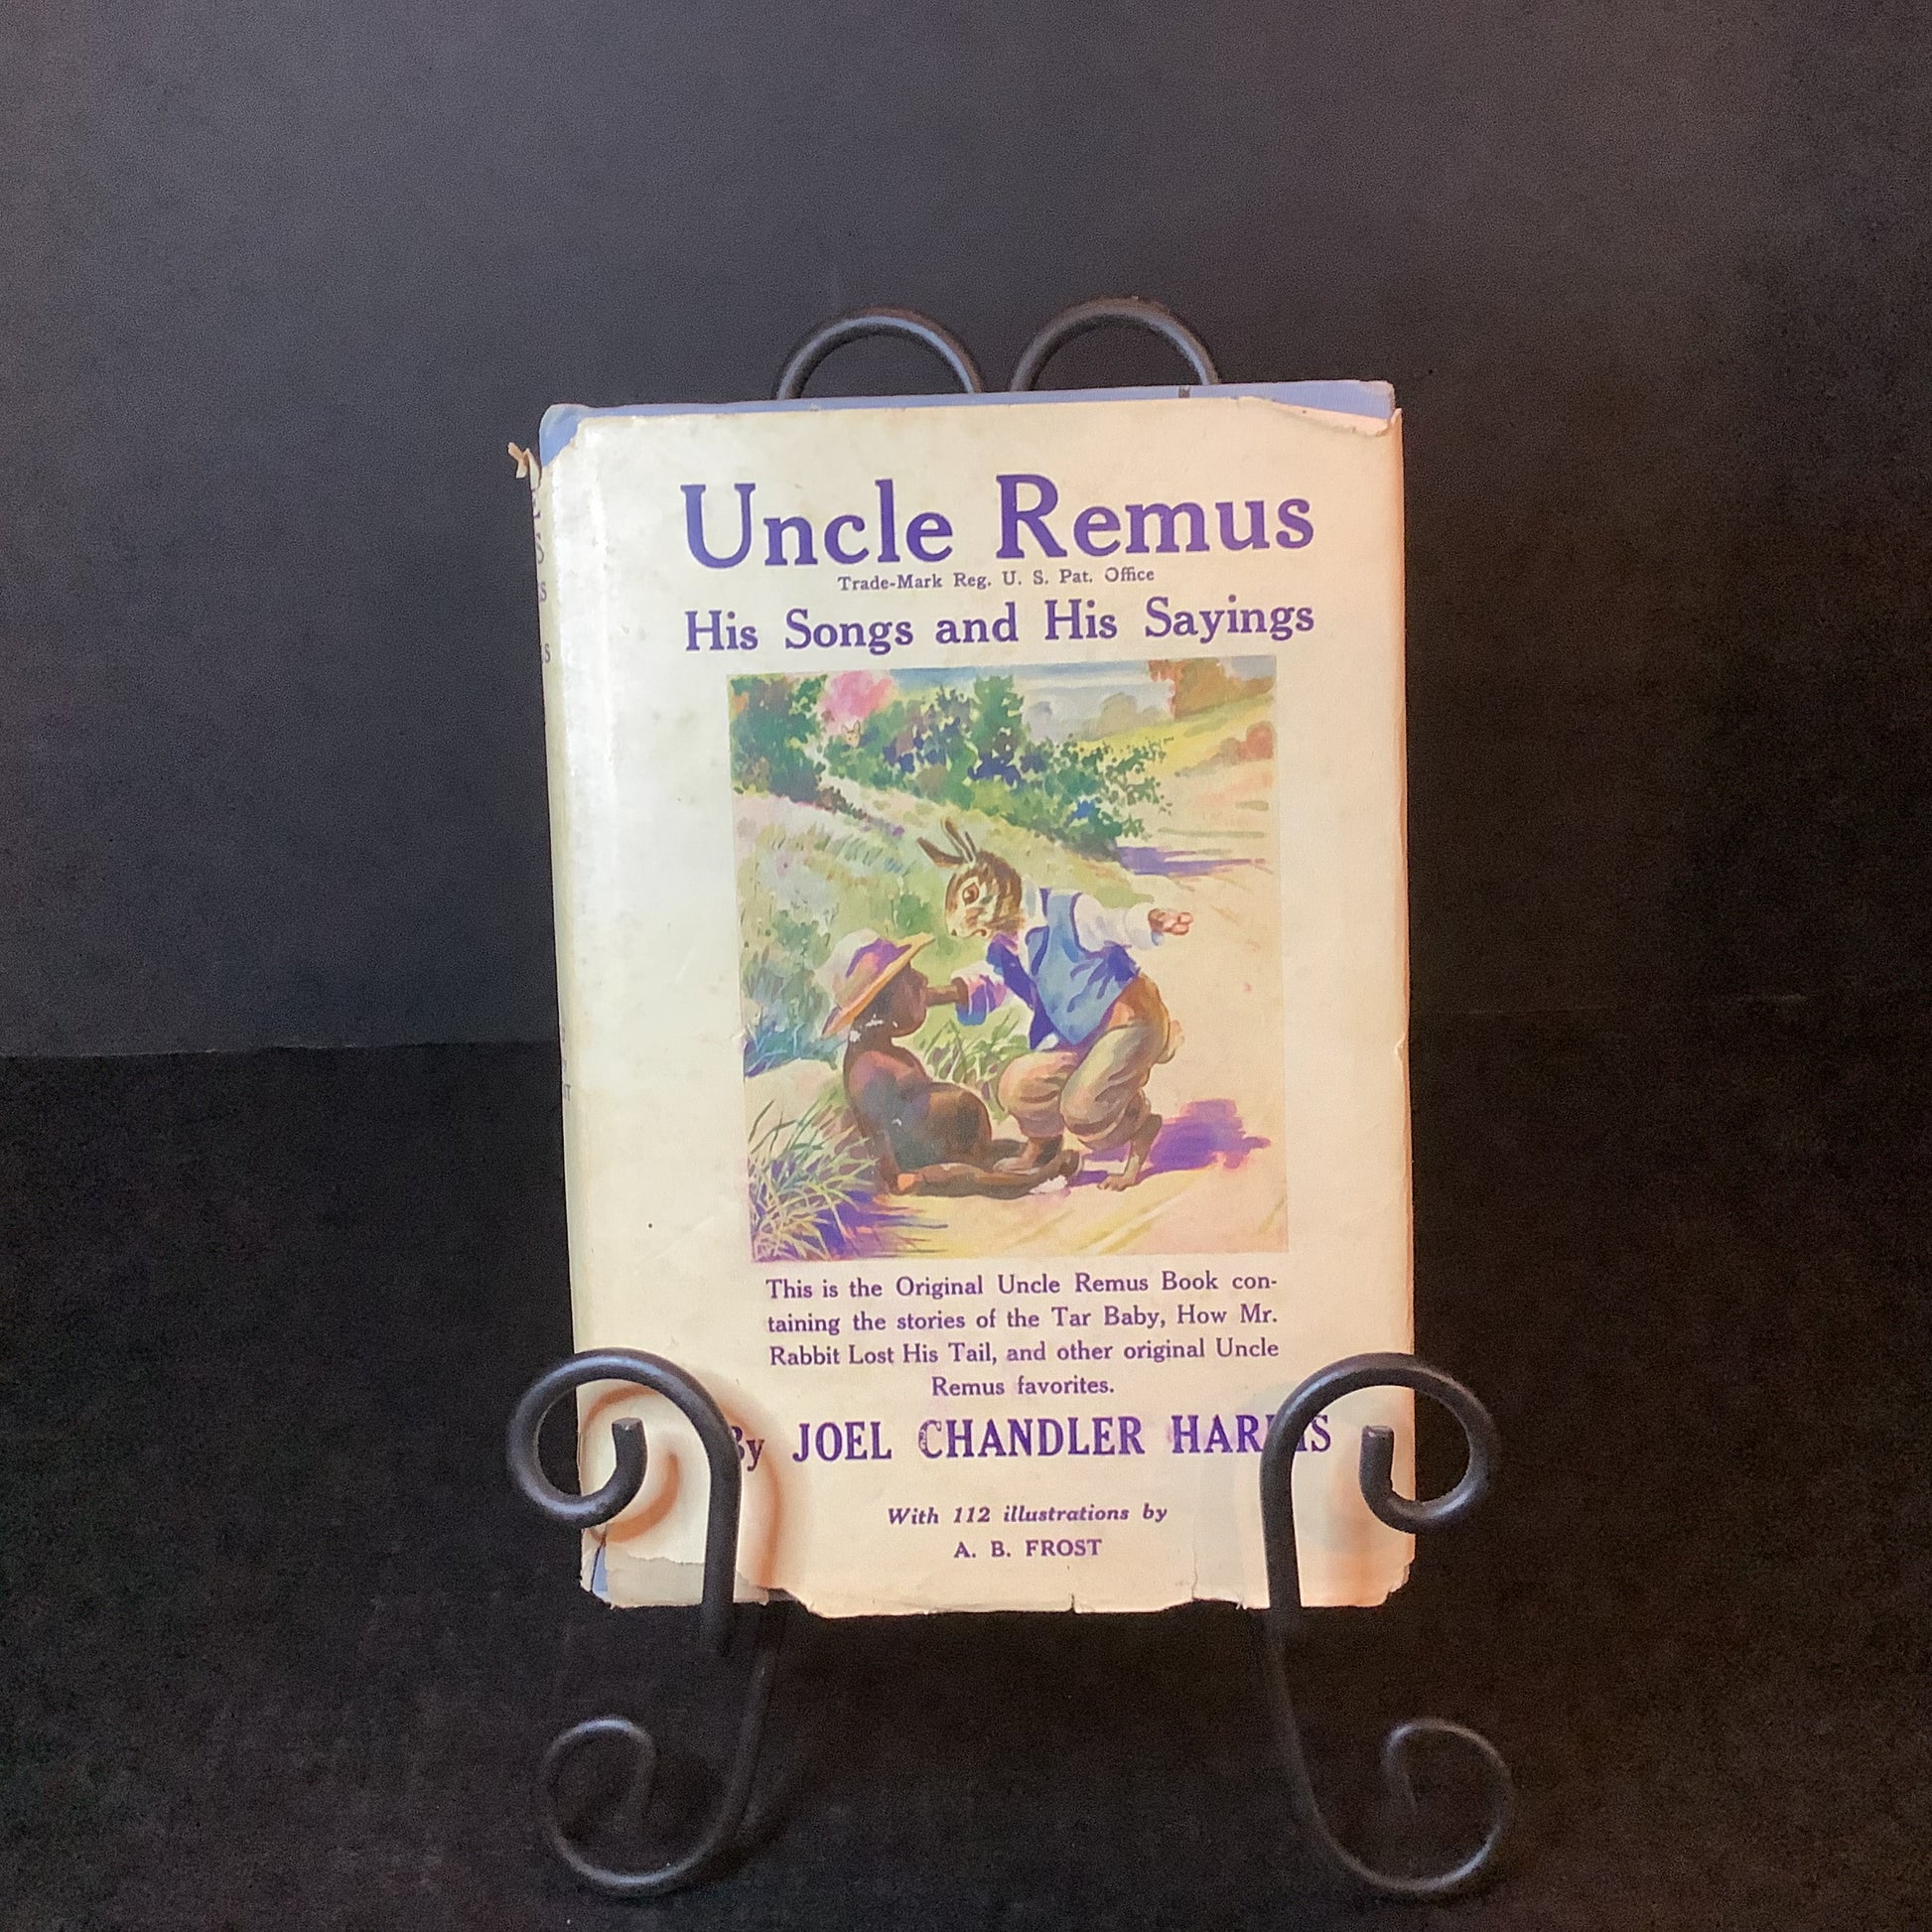 Uncle Remus
Trade-Mark Reg. U. S. Pat. Office
His Songs and His Sayings
This is the Original Uncle Remus Book con-
taining the stories of the Tar Baby, How Mr.
Rabbit Lost His Tail, and other original Uncle
Remus favorites.
By JOEL CHANDLER HARRIS
With 112 illustrations by
A. B. FROST